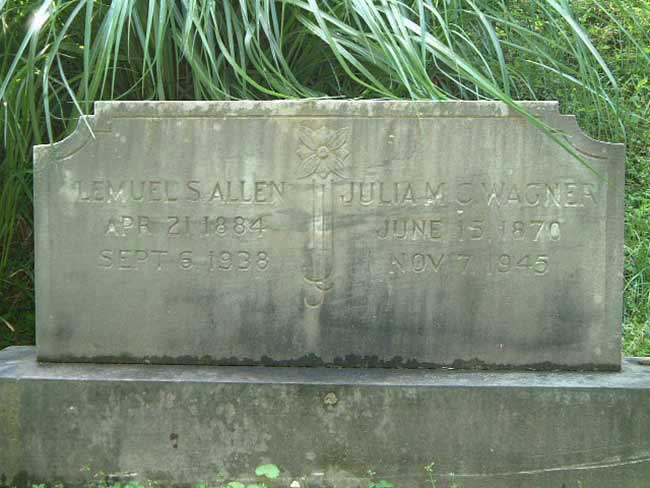 LEMUEL S. ALLEN
APR. 21, 1884
SEPT. 6, 1938
JULIA M. C. WAGNER
JUNE 15, 1870
NOV. 7, 1945